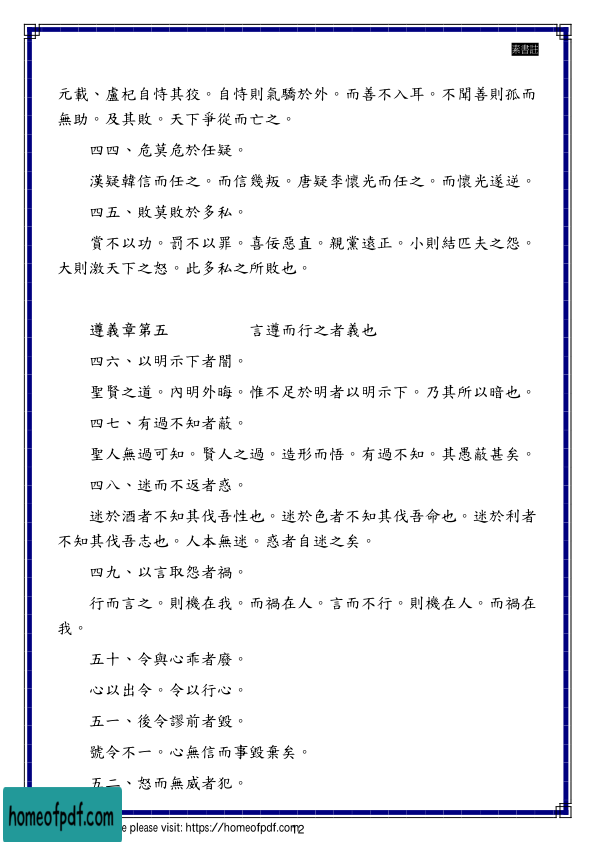 素書註
元載、盧杞自恃其狡。自恃則氣驕於外。而善不入耳。不聞善則孤而
無助。及其敗。天下爭從而亡之。
四四、危莫危於任疑。
漢疑韓信而任之。而信幾叛。唐疑李懷光而任之。而懷光遂逆。
四五、敗莫敗於多私。
賞不以功。罰不以罪。喜佞惡直。親黨遠正。小則結匹夫之怨。
大則激天下之怒。此多私之所敗也。
遵義章第五 言遵而行之者義也
四六、以明示下者闇。
聖賢之道。內明外晦。惟不足於明者以明示下。乃其所以暗也。
四七、有過不知者蔽。
聖人無過可知。賢人之過。造形而悟。有過不知。其愚蔽甚矣。
四八、迷而不返者惑。
迷於酒者不知其伐吾性也。迷於色者不知其伐吾命也。迷於利者
不知其伐吾志也。人本無迷。惑者自迷之矣。
四九、以言取怨者禍。
行而言之。則機在我。而禍在人。言而不行。則機在人。而禍在
我。
五十、令與心乖者廢。
心以出令。令以行心。
五一、後令謬前者毀。
號令不一。心無信而事毀棄矣。
五二、怒而無威者犯。
homeofpdf.com
e please visit: https://homeofpdf.com
12